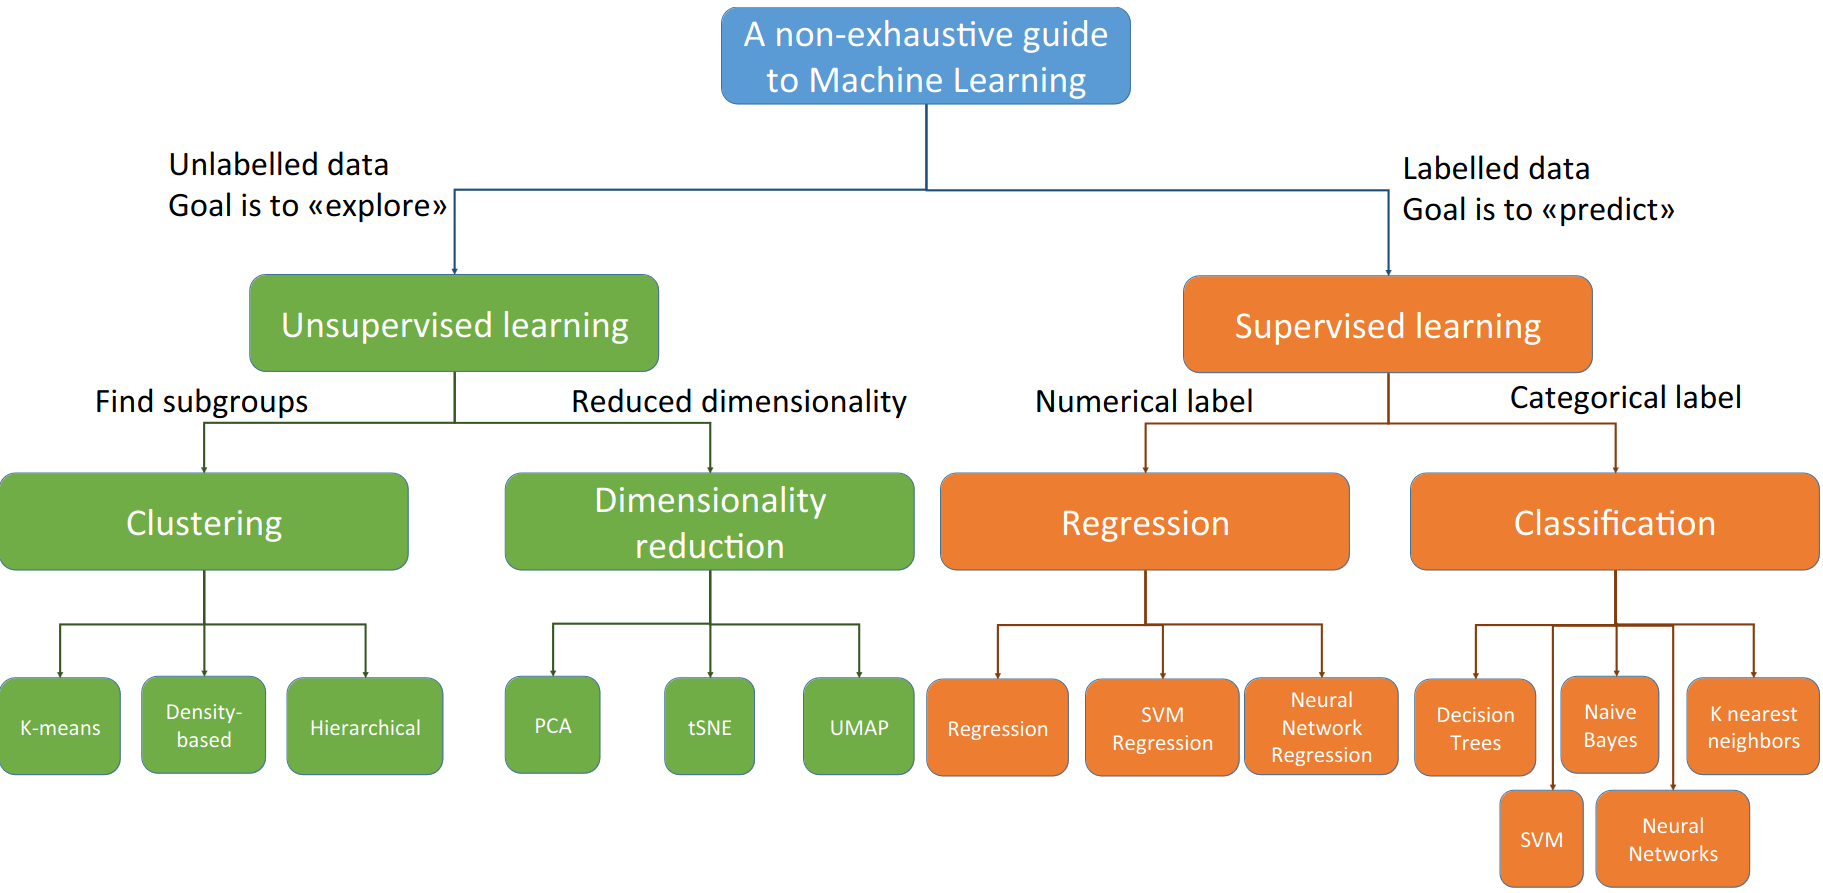 A non-exhaustive guide
to Machine Learning
Unlabelled data
Goal is to «explore»
Labelled data
Goal is to «predict»
Unsupervised learning
Supervised learning
Find subgroups
Reduced dimensionality
Numerical label
Categorical label
Clustering
Dimensionality
reduction
Regression
Classification
K-means
Density-
based
Hierarchical
PCA
tSNE
UMAP
Regression
SVM
Regression
Neural
Network
Regression
Decision
Trees
Naive
Bayes
K nearest
neighbors
SVM
Neural
Networks